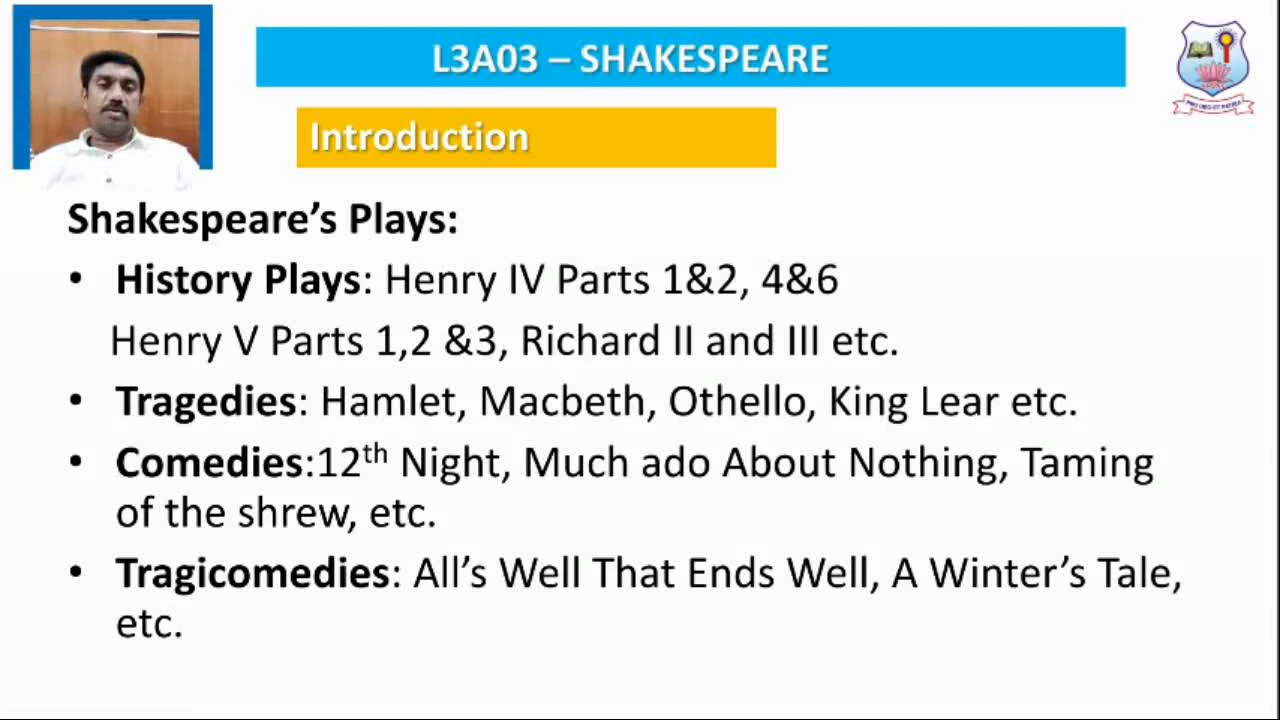 L3A03 – SHAKESPEARE
Introduction
Shakespeare’s Plays:
• History Plays: Henry IV Parts 1&2, 4&6
Henry V Parts 1,2 &3, Richard II and III etc.
• Tragedies: Hamlet, Macbeth, Othello, King Lear etc.
• Comedies:12th Night, Much ado About Nothing, Taming
of the shrew, etc.
• Tragicomedies: All’s Well That Ends Well, A Winter’s Tale,
etc.